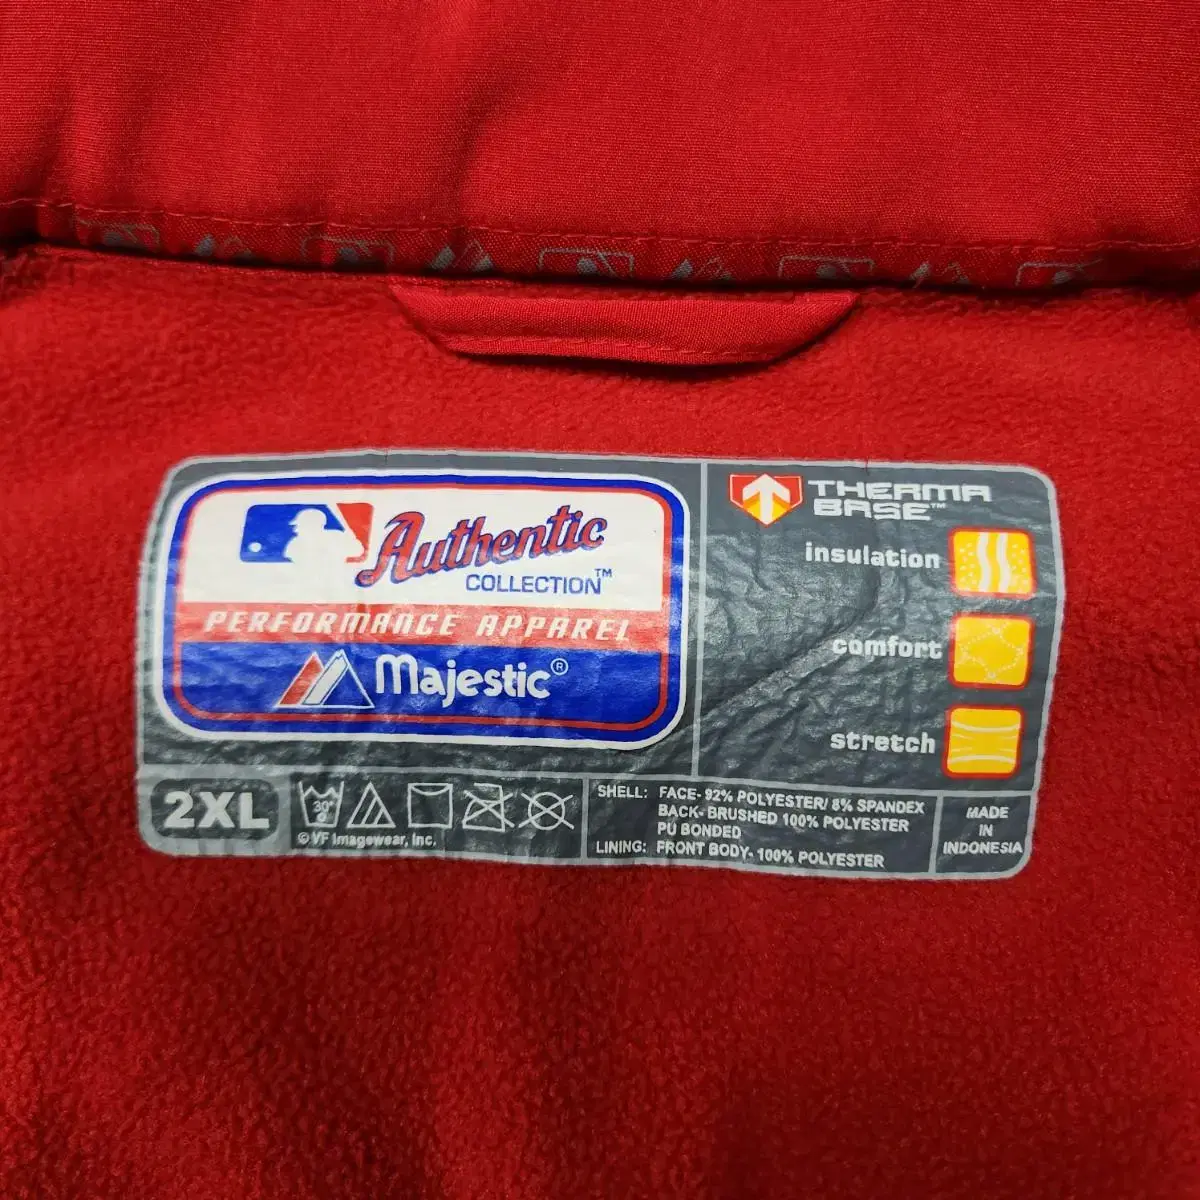 Authentic
COLLECTION™
PERFORMANCE APPAREL
Majestic®
THERMA
BASE™
insulation
comfort
stretch
2XL
30°
© VF Imagewear, Inc.
SHELL: FACE- 92% POLYESTER/ 8% SPANDEX
BACK- BRUSHED 100% POLYESTER
PU BONDED
LINING: FRONT BODY- 100% POLYESTER
MADE
IN
INDONESIA